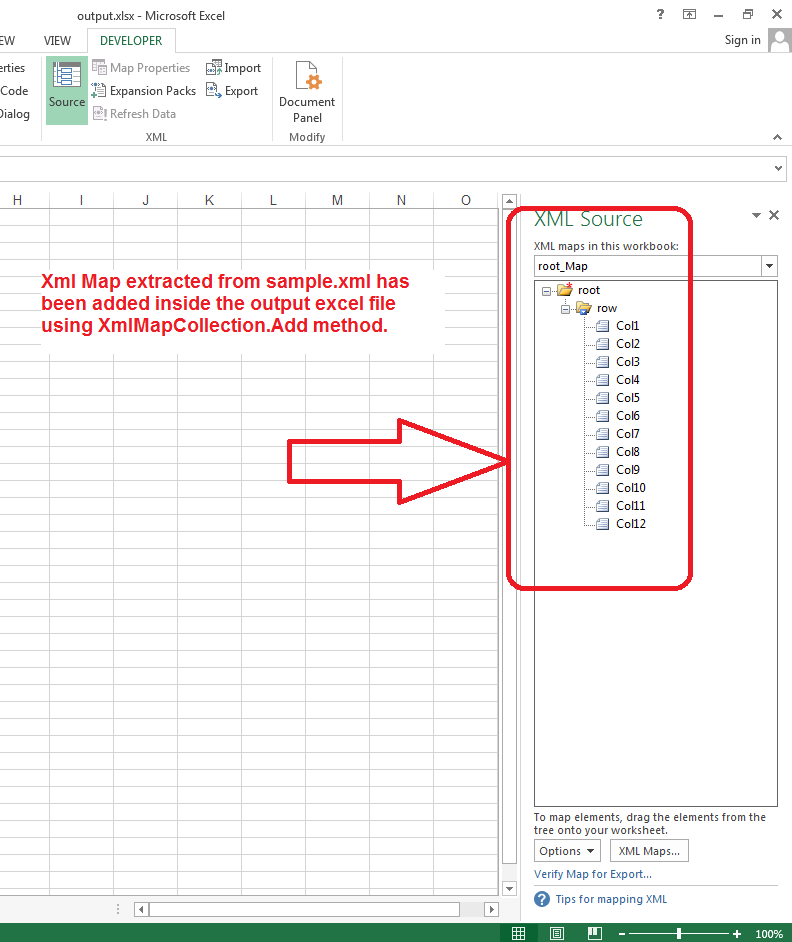 output.xlsx - Microsoft Excel
?
EW VIEW DEVELOPER
Sign in
erties
Code
Dialog
Source
Map Properties
Expansion Packs
Refresh Data
Import
Export
XML
Document
Panel
Modify
H I J K L M N O
Xml Map extracted from sample.xml has
been added inside the output excel file
using XmlMapCollection.Add method.
XML Source
XML maps in this workbook:
root_Map
root
row
Col1
Col2
Col3
Col4
Col5
Col6
Col7
Col8
Col9
Col10
Col11
Col12
To map elements, drag the elements from the
tree onto your worksheet.
Options
XML Maps...
Verify Map for Export...
? Tips for mapping XML
100%